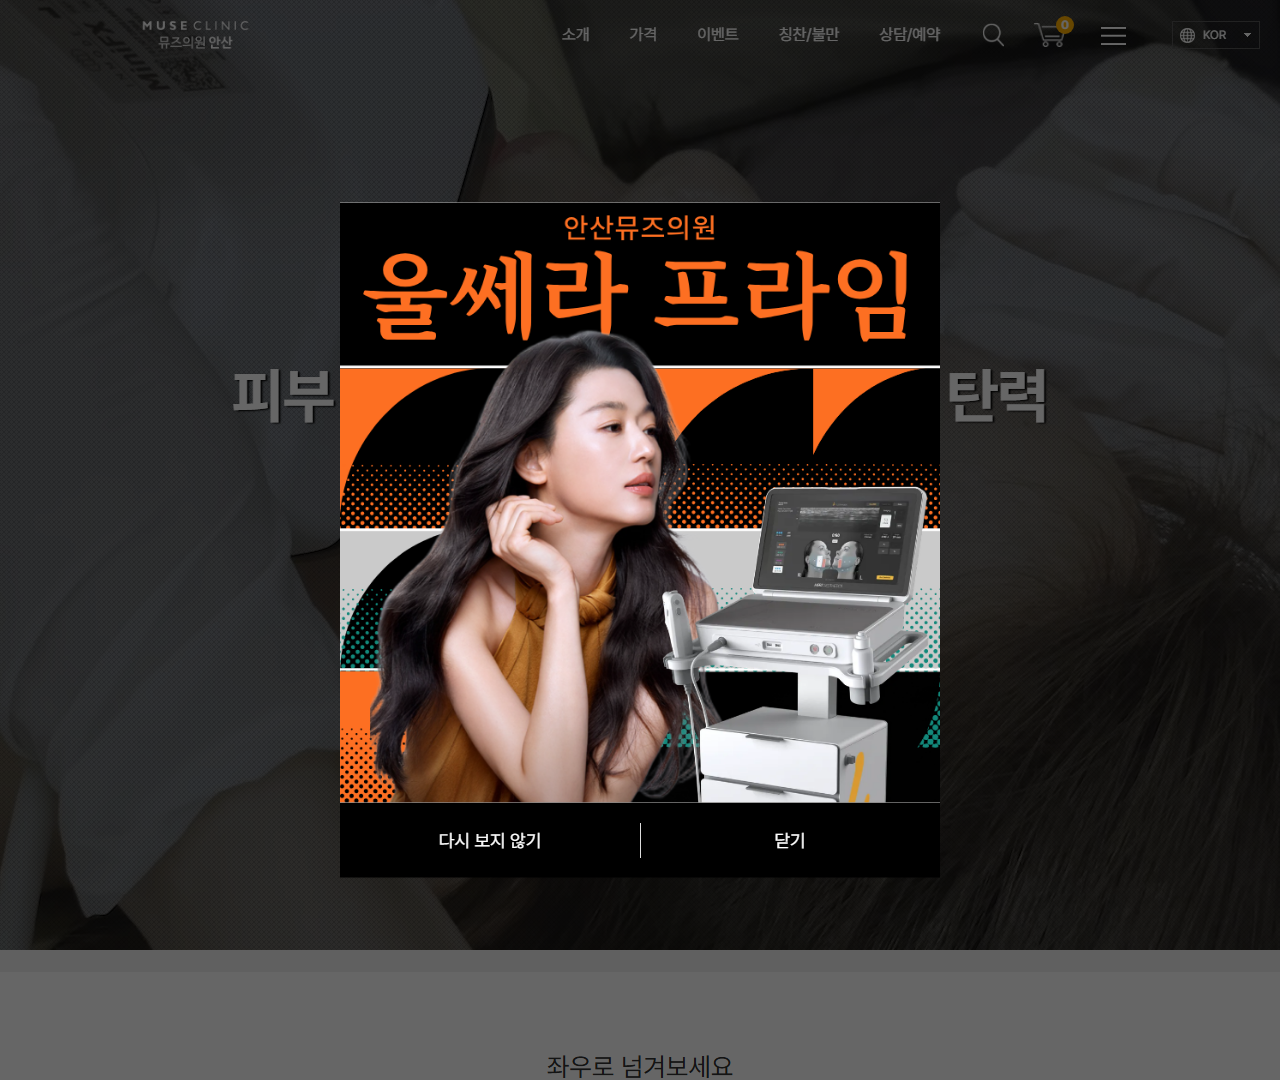 MUSE CLINIC
뮤즈의원 안산
소개
가격
이벤트
칭찬/불만
상담/예약
0
KOR
MINIFX
안산뮤즈의원
울쎄라 프라임
피부
탄력
다시 보지 않기
닫기
좌우로 넘겨보세요